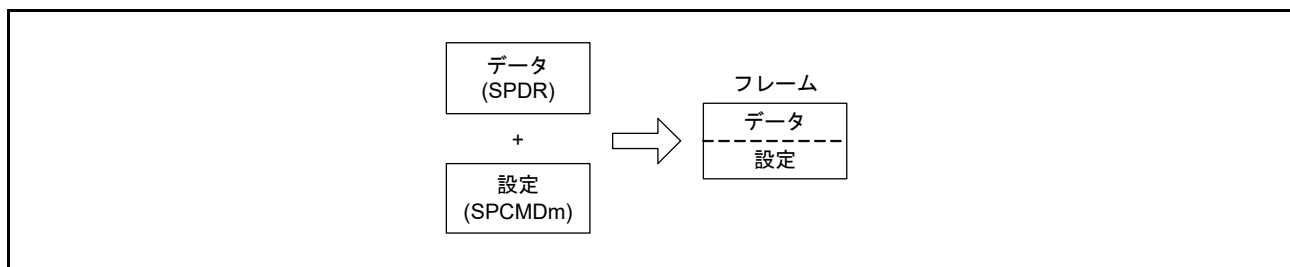 データ
(SPDR)
+
設定
(SPCMDm)
フレーム
データ
設定